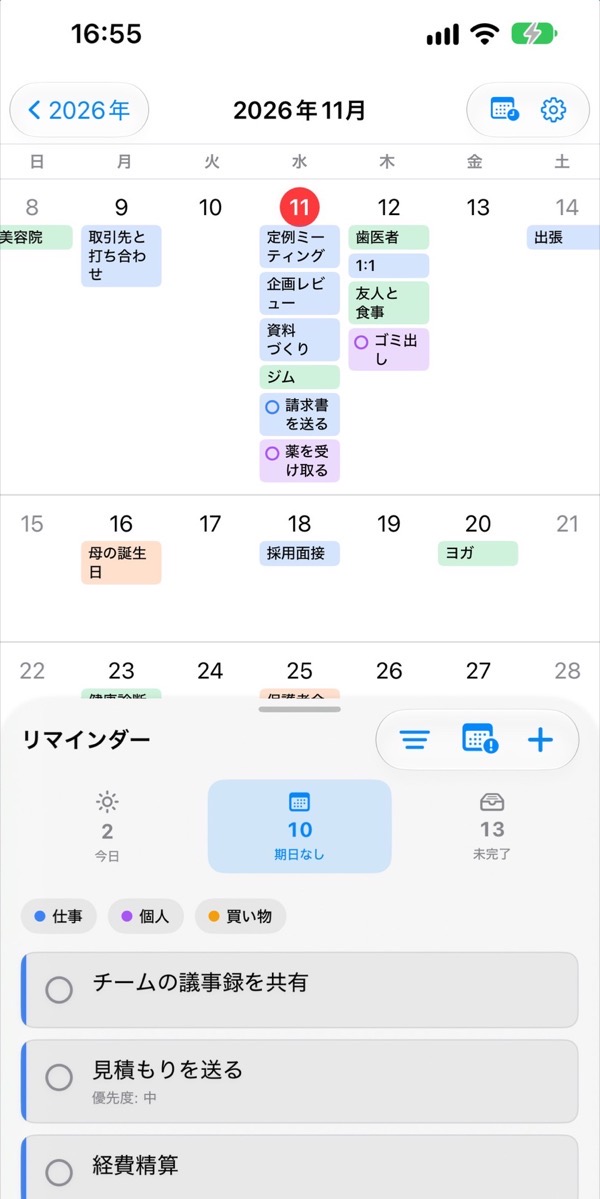 16:55
2026年
2026年11月
日 月 火 水 木 金 土
8 9 10 11 12 13 14
美容院
取引先と
打ち合わ
せ
定例ミー
ティング
企画レビ
ュー
資料
づくり
ジム
請求書
を送る
薬を受
け取る
歯医者
1:1
友人と
食事
ゴミ出
し
出張
15 16 17 18 19 20 21
母の誕生
日
採用面接
ヨガ
22 23 24 25 26 27 28
リマインダー
2
今日
10
期日なし
13
未完了
仕事
個人
買い物
チームの議事録を共有
見積もりを送る
優先度: 中
経費精算